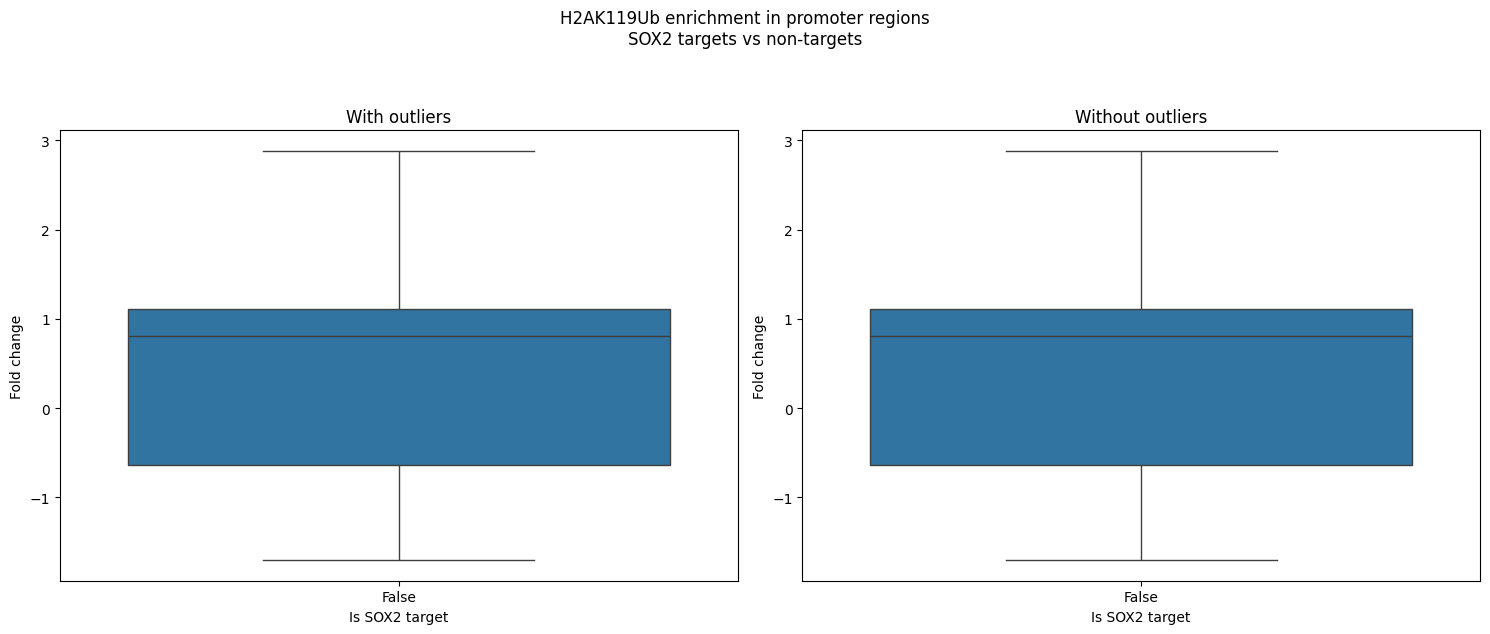 H2AK119Ub enrichment in promoter regions
SOX2 targets vs non-targets
With outliers
Fold change
3
2
1
0
−1
False
Is SOX2 target
Without outliers
Fold change
3
2
1
0
−1
False
Is SOX2 target